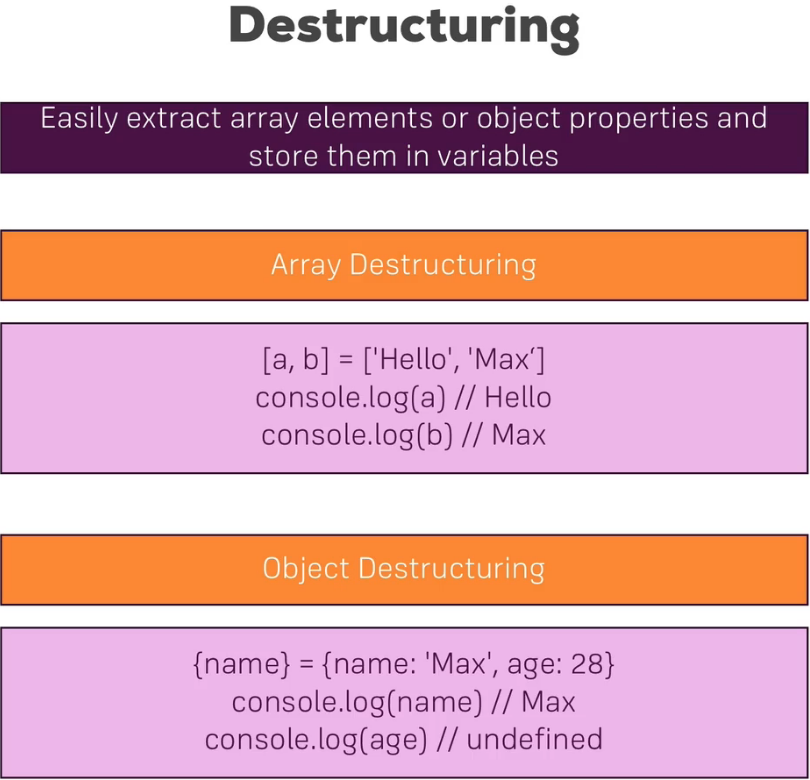 Destructuring
Easily extract array elements or object properties and
store them in variables
Array Destructuring
[a, b] = ['Hello', 'Max‘]
console.log(a) // Hello
console.log(b) // Max
Object Destructuring
{name} = {name: 'Max', age: 28}
console.log(name) // Max
console.log(age) // undefined